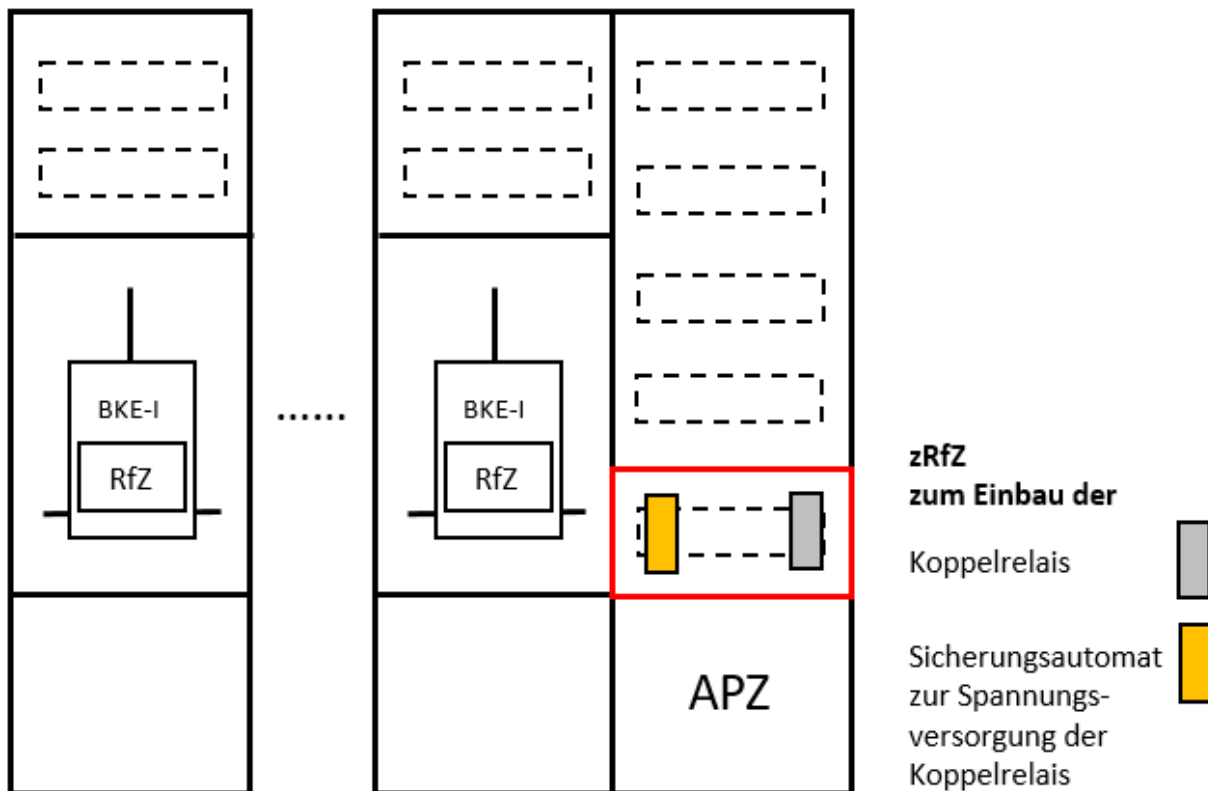 BKE-I
RfZ
......
BKE-I
RfZ
zRfZ
zum Einbau der
Koppelrelais
Sicherungsautomat
zur Spannungs-
versorgung der
Koppelrelais
APZ